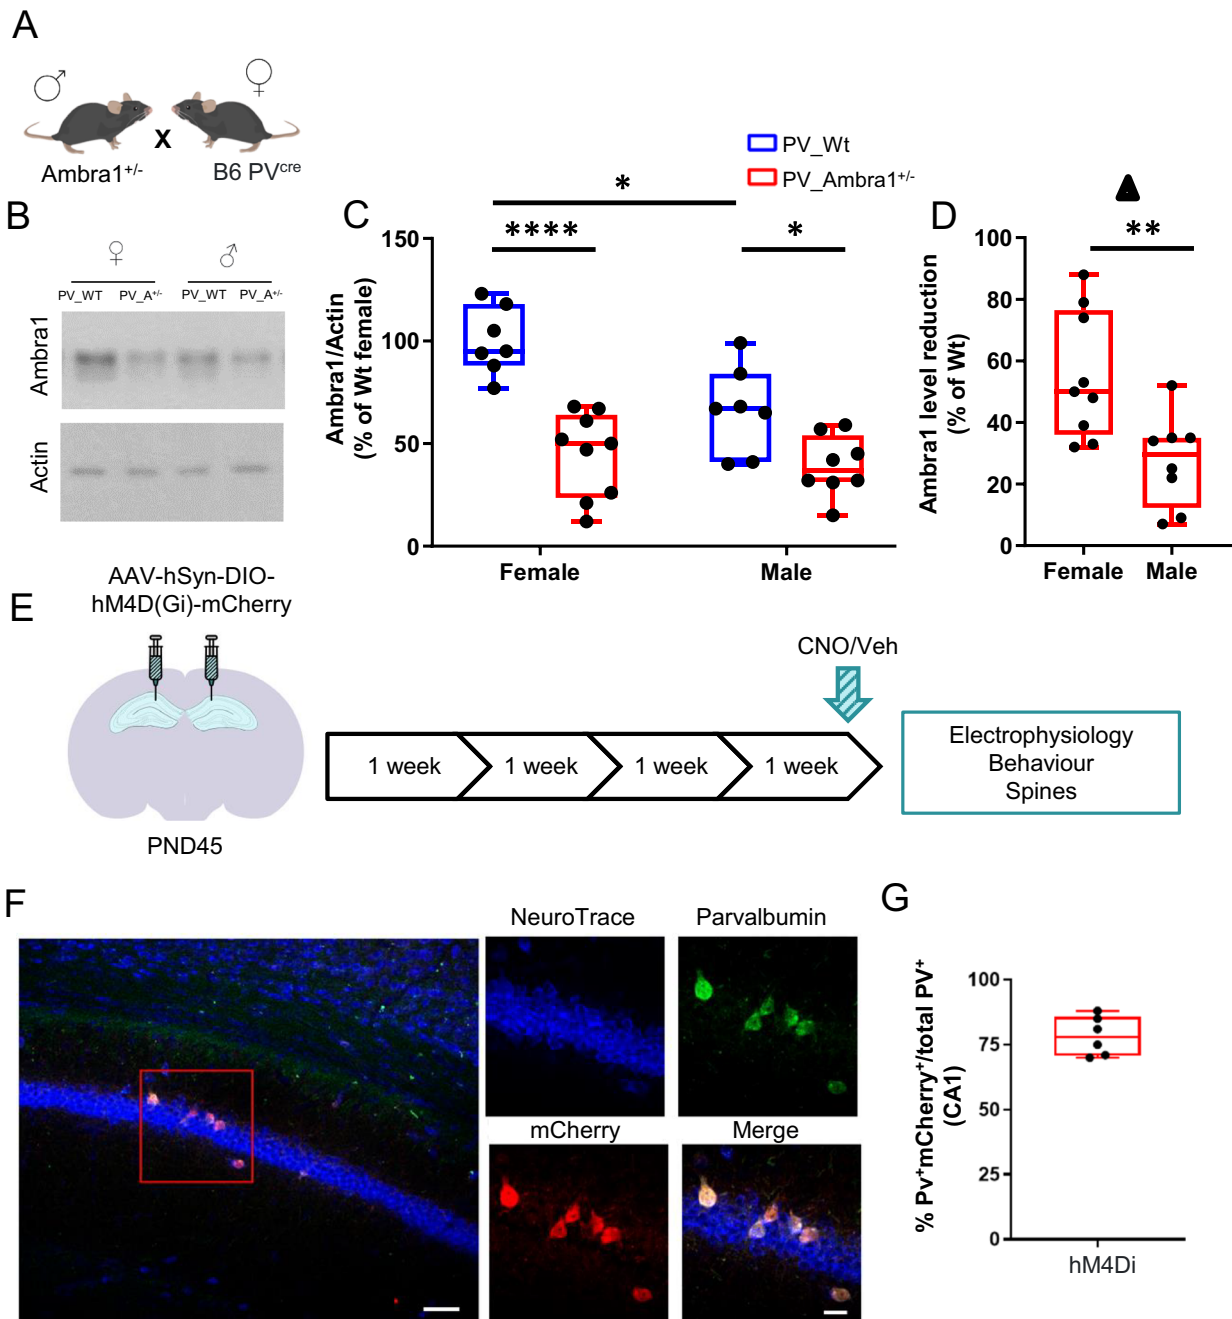 A
♂
♀
X
Ambra1+/-
B6 PVcre
B
♀
♂
PV_WT
PV_A+/-
PV_WT
PV_A+/-
Ambra1
Actin
PV_Wt
PV_Ambra1+/-
C
*
****
*
Ambra1/Actin
(% of Wt female)
150
100
50
0
Female
Male
D
**
Ambra1 level reduction
(% of Wt)
100
80
60
40
20
0
Female
Male
E
AAV-hSyn-DIO-
hM4D(Gi)-mCherry
PND45
1 week
1 week
1 week
1 week
CNO/Veh
Electrophysiology
Behaviour
Spines
F
NeuroTrace
Parvalbumin
mCherry
Merge
G
% Pv+mCherry+/total PV+
(CA1)
100
75
50
25
0
hM4Di